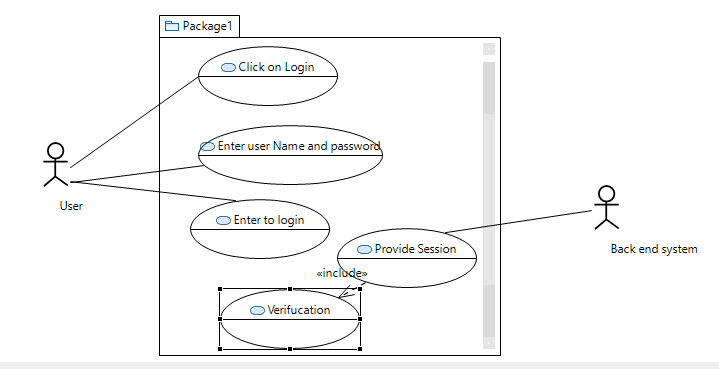 Package1
Click on Login
Enter user Name and password
User
Enter to login
Provide Session
Back end system
«include»
Verifucation